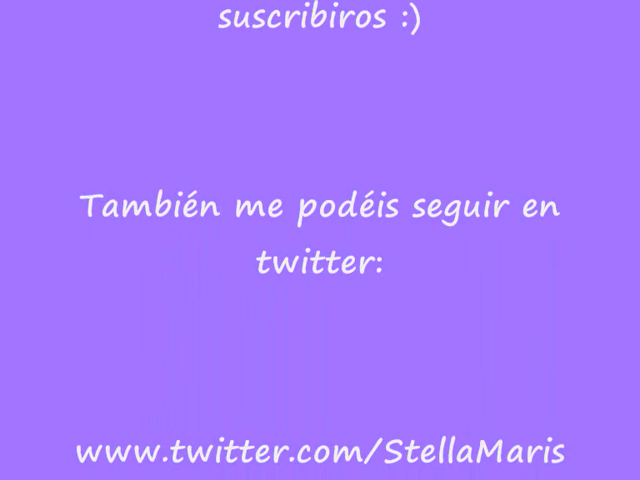 suscribiros :)
También me podéis seguir en
twitter:
www.twitter.com/StellaMaris